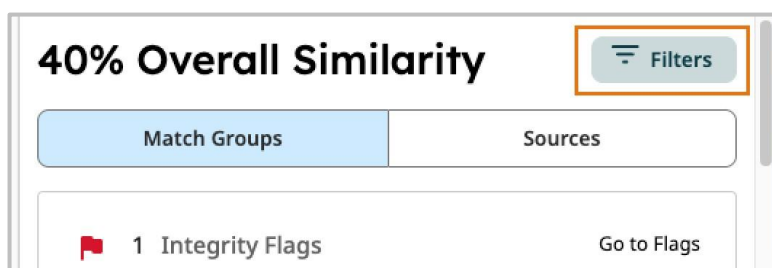 40% Overall Similarity
Filters
Match Groups
Sources
1 Integrity Flags
Go to Flags